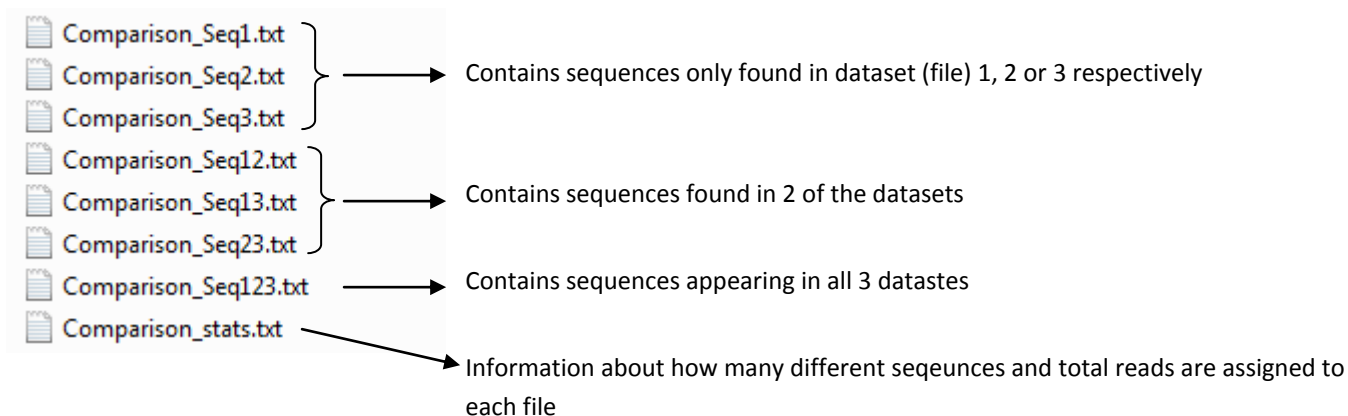 Comparison_Seq1.txt
Comparison_Seq2.txt
Comparison_Seq3.txt
Contains sequences only found in dataset (file) 1, 2 or 3 respectively
Comparison_Seq12.txt
Comparison_Seq13.txt
Comparison_Seq23.txt
Contains sequences found in 2 of the datasets
Comparison_Seq123.txt
Contains sequences appearing in all 3 datastes
Comparison_stats.txt
Information about how many different seqeunces and total reads are assigned to
each file